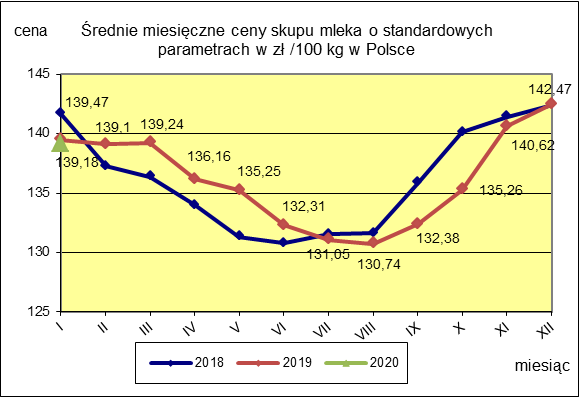 cena
Średnie miesięczne ceny skupu mleka o standardowych
parametrach w zł /100 kg w Polsce
145
140
135
130
125
139,47
139,1
139,24
139,18
136,16
135,25
132,31
131,05
130,74
132,38
135,26
140,62
142,47
I
II
III
IV
V
VI
VII
VIII
IX
X
XI
XII
2018
2019
2020
miesiąc